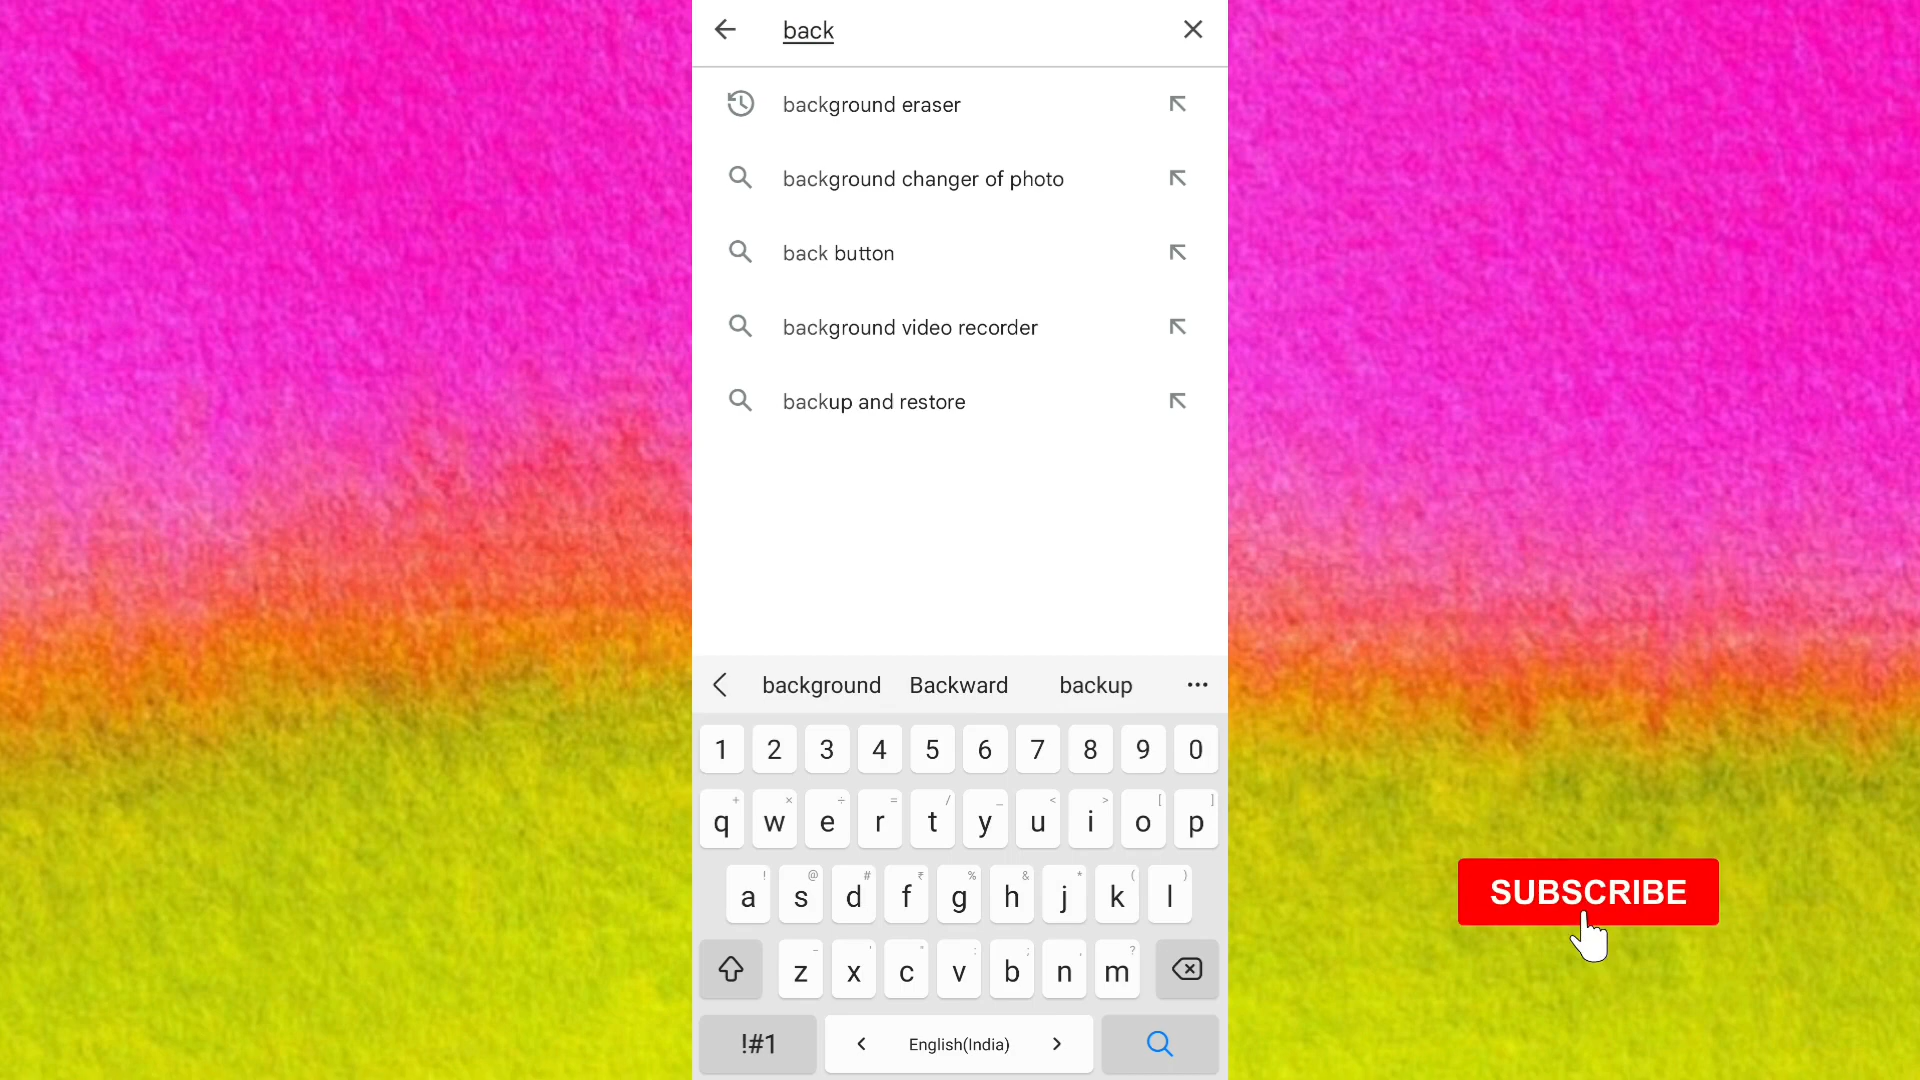 back
background eraser
background changer of photo
back button
background video recorder
backup and restore
background Backward backup ...
1 2 3 4 5 6 7 8 9 0
+ × ÷ = / _ < > [ ]
q w e r t y u i o p
! @ # ₹ % & * ( )
a s d f g h j k l
- ' " : ; , ?
z x c v b n m
!#1 < English(India) >
SUBSCRIBE